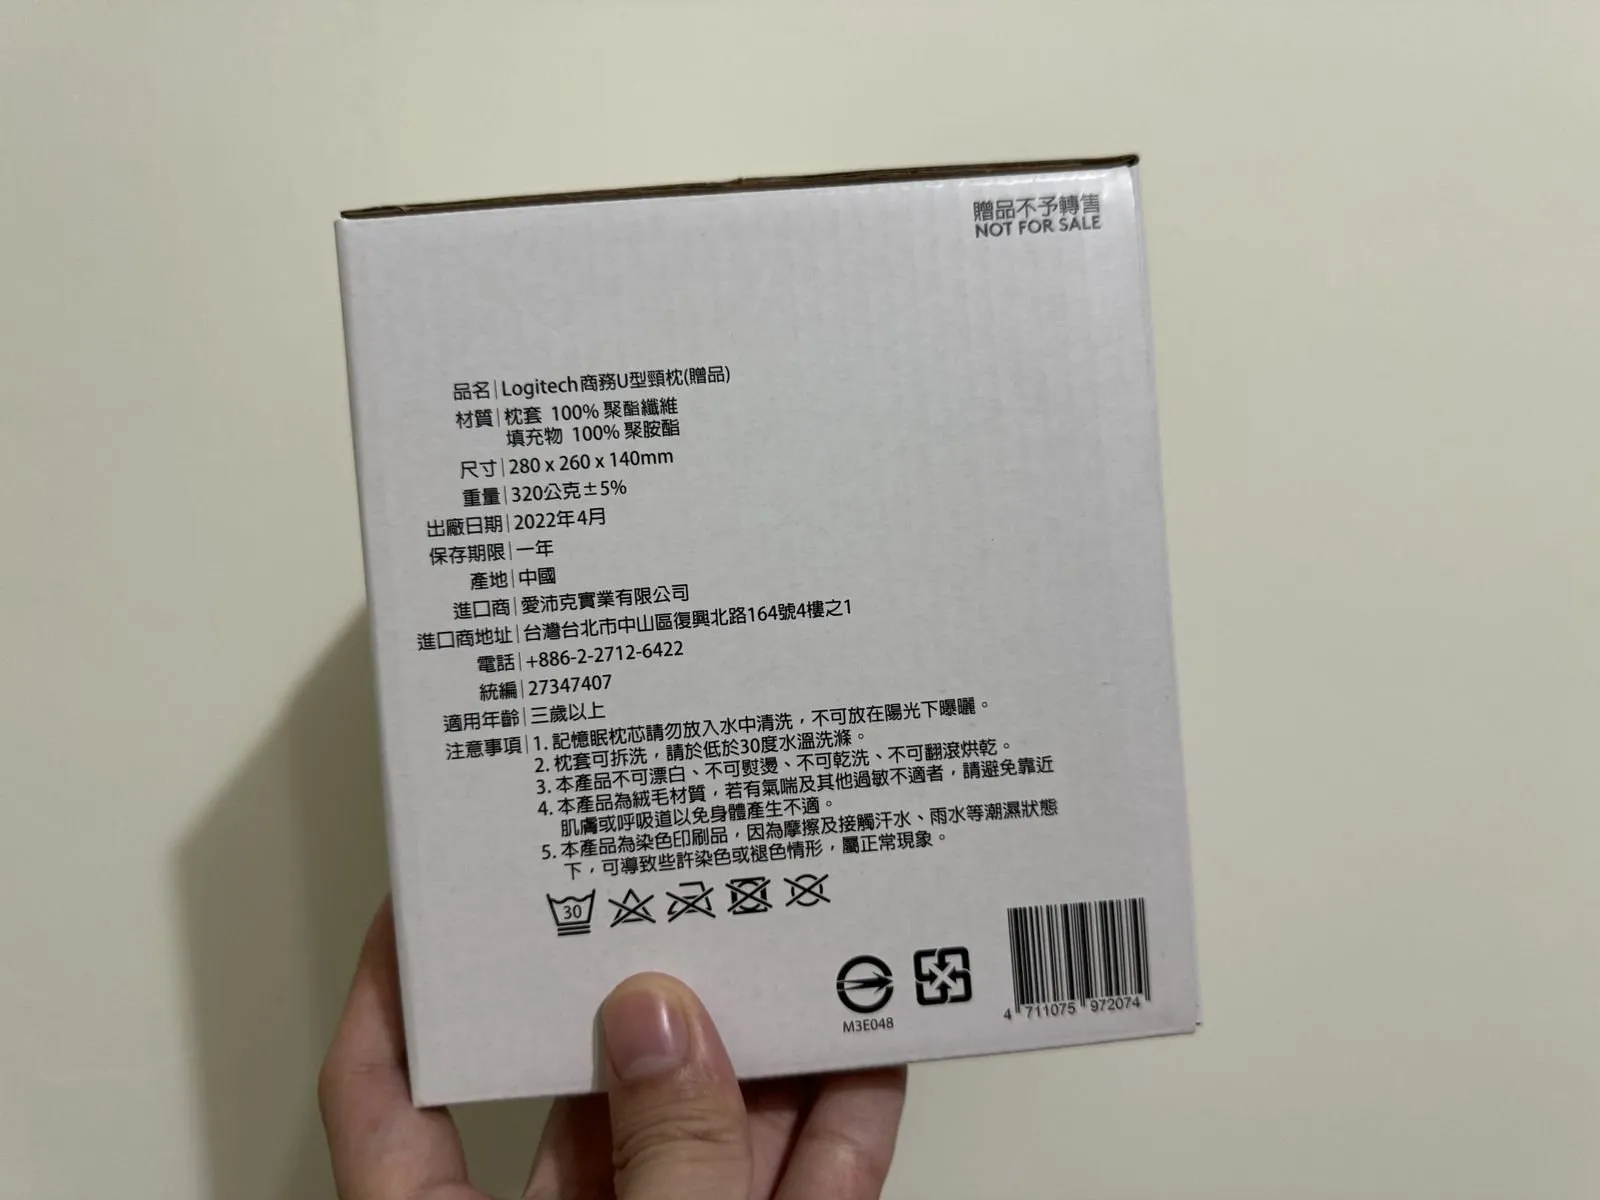 贈品不予轉售
NOT FOR SALE
品名|Logitech商務U型頸枕(贈品)
材質|枕套 100% 聚酯纖維
填充物 100% 聚胺酯
尺寸|280 x 260 x 140mm
重量|320公克±5%
出廠日期|2022年4月
保存期限|一年
產地|中國
進口商|愛沛克實業有限公司
進口商地址|台灣台北市中山區復興北路164號4樓之1
電話|+886-2-2712-6422
統編|27347407
適用年齡|三歲以上
注意事項|1. 記憶眠枕芯請勿放入水中清洗，不可放在陽光下曝曬。
2. 枕套可拆洗，請於低於30度水溫洗滌。
3. 本產品不可漂白、不可熨燙、不可乾洗、不可翻滾烘乾。
4. 本產品為絨毛材質，若有氣喘及其他過敏不適者，請避免靠近
肌膚或呼吸道以免身體產生不適。
5. 本產品為染色印刷品，因為摩擦及接觸汗水、雨水等潮濕狀態
下，可導致些許染色或褪色情形，屬正常現象。
30
M3E048
4 711075 972074